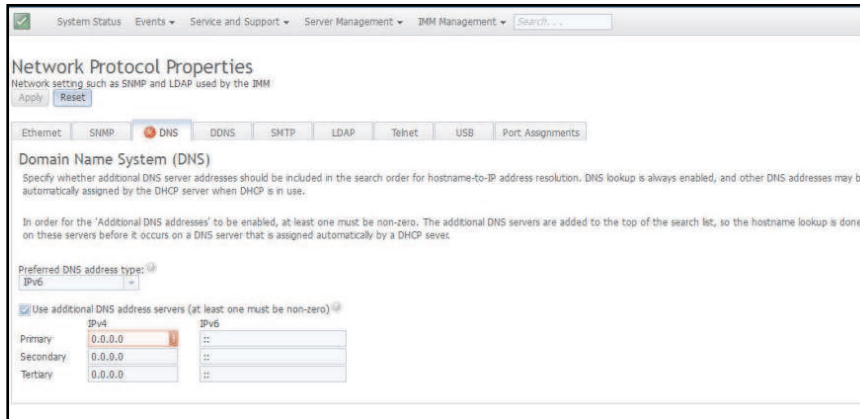 System Status Events Service and Support Server Management IMM Management Search...
Network Protocol Properties
Network setting such as SNMP and LDAP used by the IMM
Apply Reset
Ethernet SNMP DNS DDNS SMTP LDAP Telnet USB Port Assignments
Domain Name System (DNS)
Specify whether additional DNS server addresses should be included in the search order for hostname-to-IP address resolution. DNS lookup is always enabled, and other DNS addresses may b
automatically assigned by the DHCP server when DHCP is in use.
In order for the 'Additional DNS addresses' to be enabled, at least one must be non-zero. The additional DNS servers are added to the top of the search list, so the hostname lookup is done
on these servers before it occurs on a DNS server that is assigned automatically by a DHCP sever.
Preferred DNS address type:
IPv6
Use additional DNS address servers (at least one must be non-zero)
IPv4 IPv6
Primary 0.0.0.0 ::
Secondary 0.0.0.0 ::
Tertiary 0.0.0.0 ::